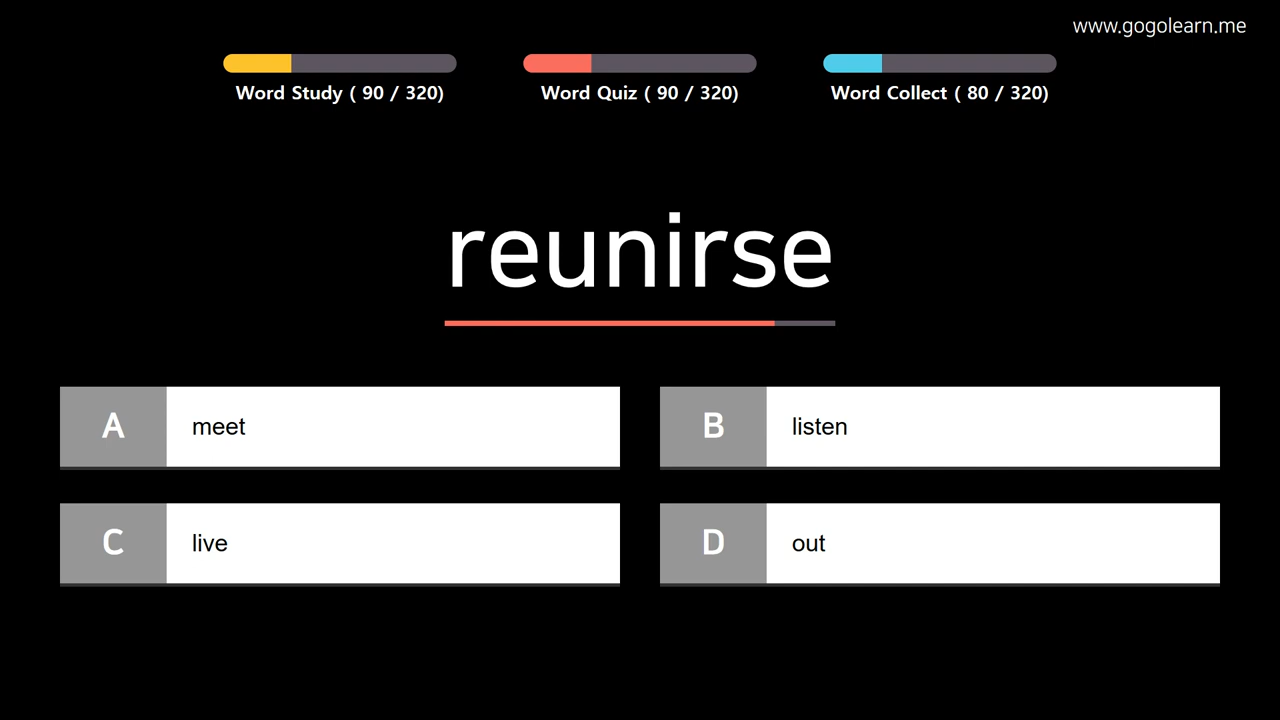 www.gogolearn.me
Word Study ( 90 / 320)
Word Quiz ( 90 / 320)
Word Collect ( 80 / 320)
reunirse
A meet
B listen
C live
D out